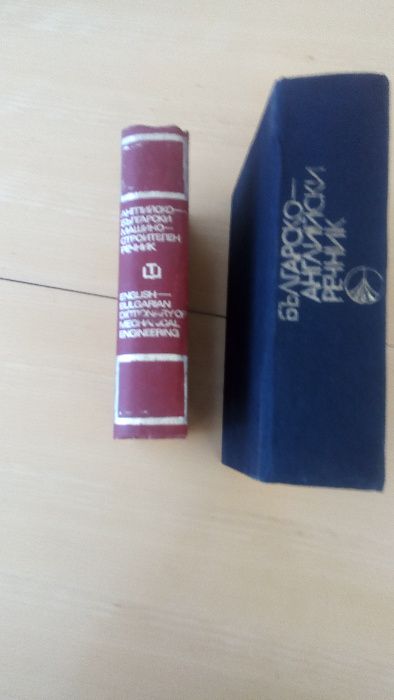 АНГЛИЙСКО—
БЪЛГАРСКИ
МАШИНО—
СТРОИТЕЛЕН
РЕЧНИК
ENGLISH—
BULGARIAN
DICTIONARY OF
MECHANICAL
ENGINEERING
БЪЛГАРСКО—
АНГЛИЙСКИ
РЕЧНИК